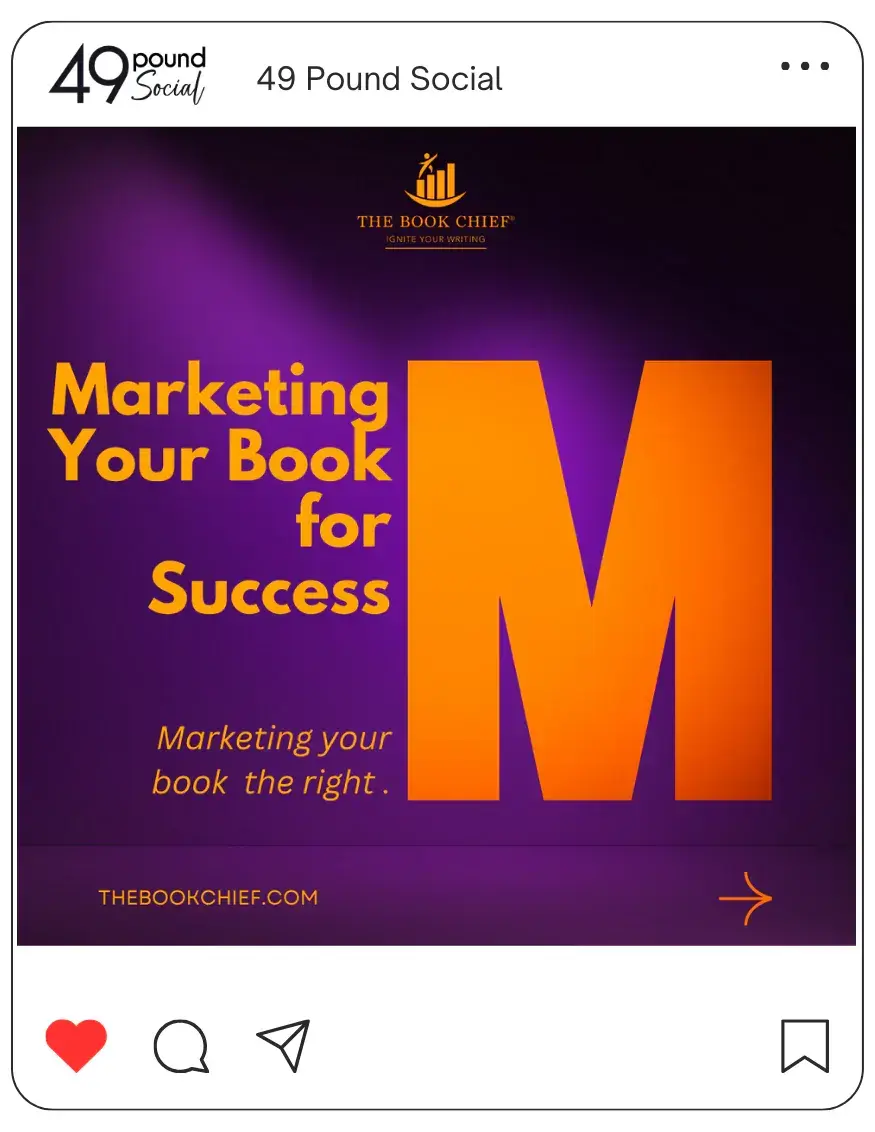 49 pound Social
49 Pound Social
THE BOOK CHIEF®
IGNITE YOUR WRITING
Marketing
Your Book
for
Success
M
Marketing your
book  the right .
THEBOOKCHIEF.COM